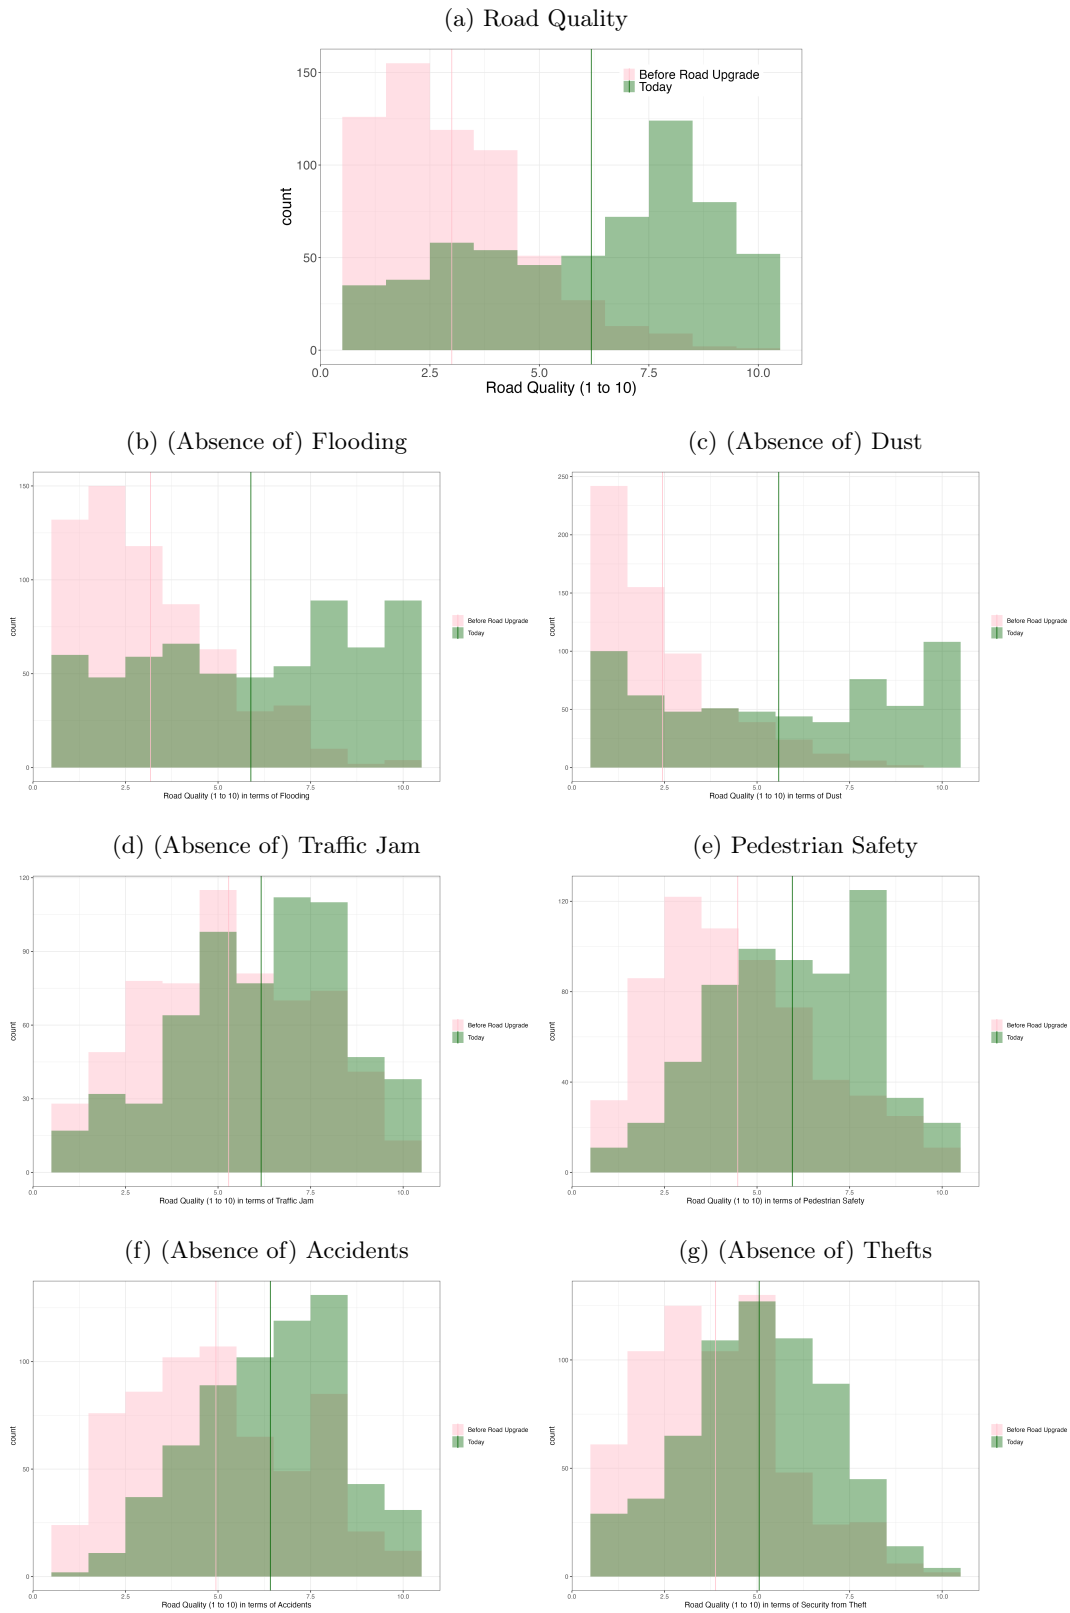 (a) Road Quality
150
100
50
0
count
Before Road Upgrade
Today
0.0 2.5 5.0 7.5 10.0
Road Quality (1 to 10)
(b) (Absence of) Flooding
150
100
50
0
count
Before Road Upgrade
Today
0.0 2.5 5.0 7.5 10.0
Road Quality (1 to 10) in terms of Flooding
(c) (Absence of) Dust
250
200
150
100
50
0
count
Before Road Upgrade
Today
0.0 2.5 5.0 7.5 10.0
Road Quality (1 to 10) in terms of Dust
(d) (Absence of) Traffic Jam
120
90
60
30
0
count
Before Road Upgrade
Today
0.0 2.5 5.0 7.5 10.0
Road Quality (1 to 10) in terms of Traffic Jam
(e) Pedestrian Safety
120
80
40
0
count
Before Road Upgrade
Today
0.0 2.5 5.0 7.5 10.0
Road Quality (1 to 10) in terms of Pedestrian Safety
(f) (Absence of) Accidents
100
50
0
count
Before Road Upgrade
Today
0.0 2.5 5.0 7.5 10.0
Road Quality (1 to 10) in terms of Accidents
(g) (Absence of) Thefts
100
50
0
count
Before Road Upgrade
Today
0.0 2.5 5.0 7.5 10.0
Road Quality (1 to 10) in terms of Security from Theft